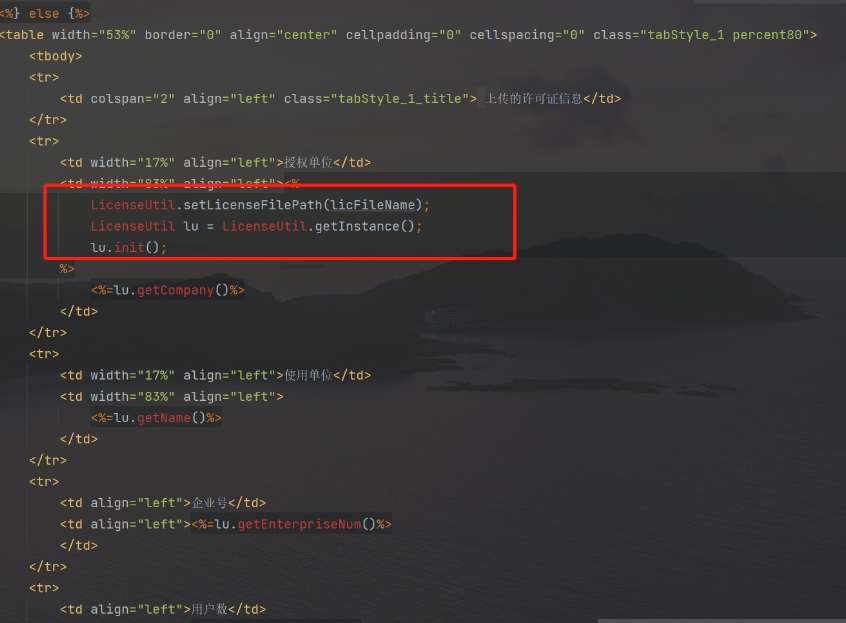 <%} else {%>
<table width="53%" border="0" align="center" cellpadding="0" cellspacing="0" class="tabStyle_1 percent80">
<tbody>
<tr>
<td colspan="2" align="left" class="tabStyle_1_title"> 上传的许可证信息</td>
</tr>
<tr>
<td width="17%" align="left">授权单位</td>
<td width="83%" align="left"><%
LicenseUtil.setLicenseFilePath(licFileName);
LicenseUtil lu = LicenseUtil.getInstance();
lu.init();
%>
<%=lu.getCompany()%>
</td>
</tr>
<tr>
<td width="17%" align="left">使用单位</td>
<td width="83%" align="left">
<%=lu.getName()%>
</td>
</tr>
<tr>
<td align="left">企业号</td>
<td align="left"><%=lu.getEnterpriseNum()%>
</td>
</tr>
<tr>
<td align="left">用户数</td>